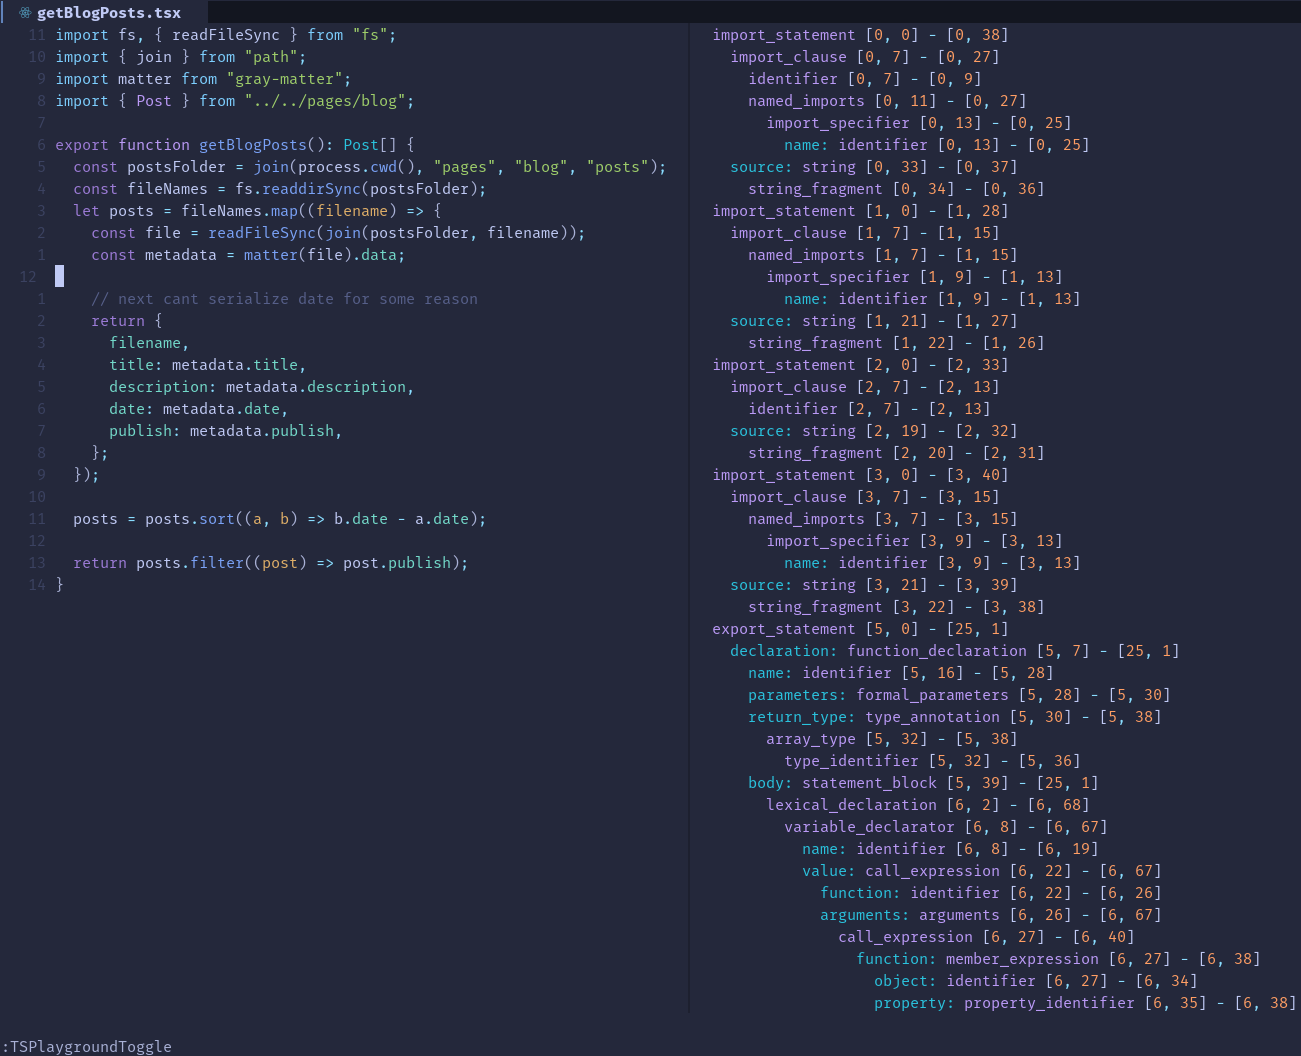 getBlogPosts.tsx
11 import fs, { readFileSync } from "fs";
10 import { join } from "path";
9 import matter from "gray-matter";
8 import { Post } from "../../pages/blog";
7
6 export function getBlogPosts(): Post[] {
5   const postsFolder = join(process.cwd(), "pages", "blog", "posts");
4   const fileNames = fs.readdirSync(postsFolder);
3   let posts = fileNames.map((filename) => {
2     const file = readFileSync(join(postsFolder, filename));
1     const metadata = matter(file).data;
12
1     // next cant serialize date for some reason
2     return {
3       filename,
4       title: metadata.title,
5       description: metadata.description,
6       date: metadata.date,
7       publish: metadata.publish,
8     };
9   });
10
11   posts = posts.sort((a, b) => b.date - a.date);
12
13   return posts.filter((post) => post.publish);
14 }
import_statement [0, 0] - [0, 38]
  import_clause [0, 7] - [0, 27]
    identifier [0, 7] - [0, 9]
    named_imports [0, 11] - [0, 27]
      import_specifier [0, 13] - [0, 25]
        name: identifier [0, 13] - [0, 25]
  source: string [0, 33] - [0, 37]
    string_fragment [0, 34] - [0, 36]
import_statement [1, 0] - [1, 28]
  import_clause [1, 7] - [1, 15]
    named_imports [1, 7] - [1, 15]
      import_specifier [1, 9] - [1, 13]
        name: identifier [1, 9] - [1, 13]
  source: string [1, 21] - [1, 27]
    string_fragment [1, 22] - [1, 26]
import_statement [2, 0] - [2, 33]
  import_clause [2, 7] - [2, 13]
    identifier [2, 7] - [2, 13]
  source: string [2, 19] - [2, 32]
    string_fragment [2, 20] - [2, 31]
import_statement [3, 0] - [3, 40]
  import_clause [3, 7] - [3, 15]
    named_imports [3, 7] - [3, 15]
      import_specifier [3, 9] - [3, 13]
        name: identifier [3, 9] - [3, 13]
  source: string [3, 21] - [3, 39]
    string_fragment [3, 22] - [3, 38]
export_statement [5, 0] - [25, 1]
  declaration: function_declaration [5, 7] - [25, 1]
    name: identifier [5, 16] - [5, 28]
    parameters: formal_parameters [5, 28] - [5, 30]
    return_type: type_annotation [5, 30] - [5, 38]
      array_type [5, 32] - [5, 38]
        type_identifier [5, 32] - [5, 36]
    body: statement_block [5, 39] - [25, 1]
      lexical_declaration [6, 2] - [6, 68]
        variable_declarator [6, 8] - [6, 67]
          name: identifier [6, 8] - [6, 19]
          value: call_expression [6, 22] - [6, 67]
            function: identifier [6, 22] - [6, 26]
            arguments: arguments [6, 26] - [6, 67]
              call_expression [6, 27] - [6, 40]
                function: member_expression [6, 27] - [6, 38]
                  object: identifier [6, 27] - [6, 34]
                  property: property_identifier [6, 35] - [6, 38]
:TSPlaygroundToggle